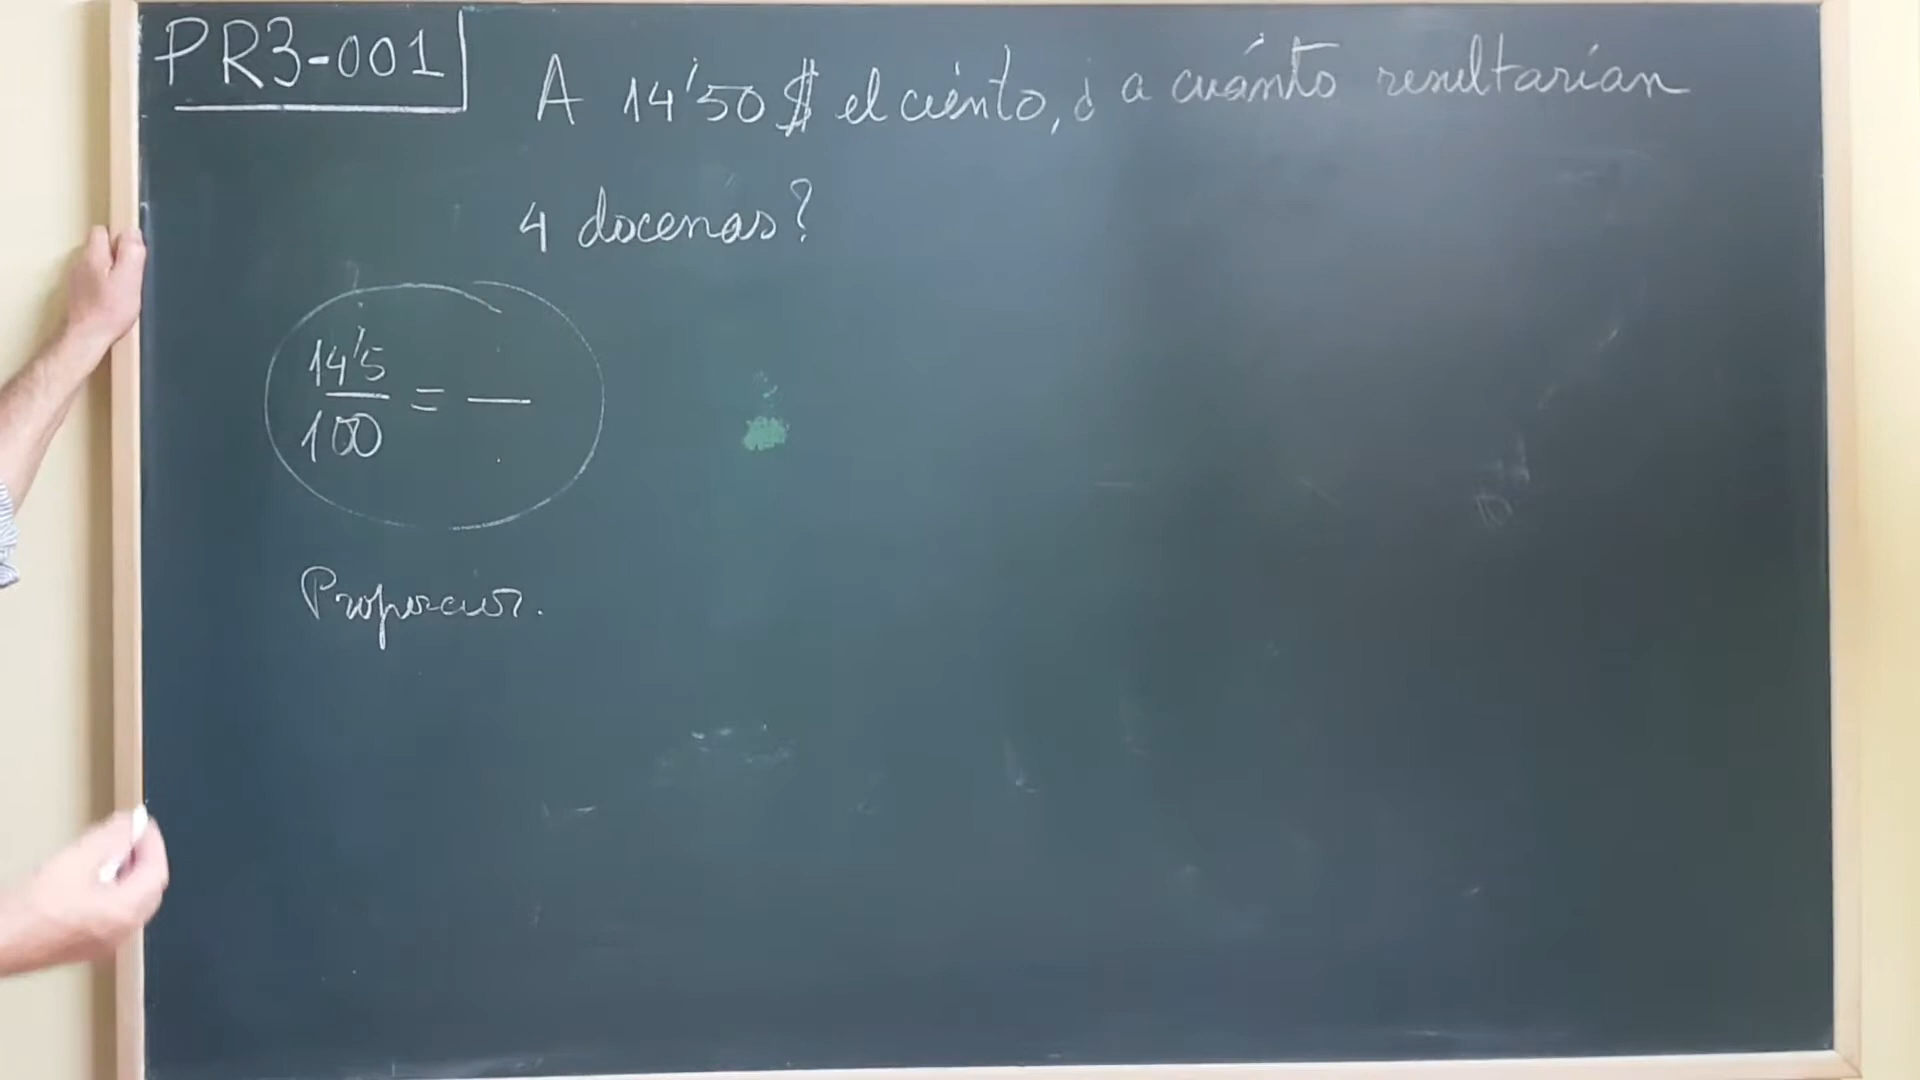 PR3-001
A 14'50 $ el ciento, ¿a cuánto resultarían
4 docenas?
14'5
100
= —
Proporción.